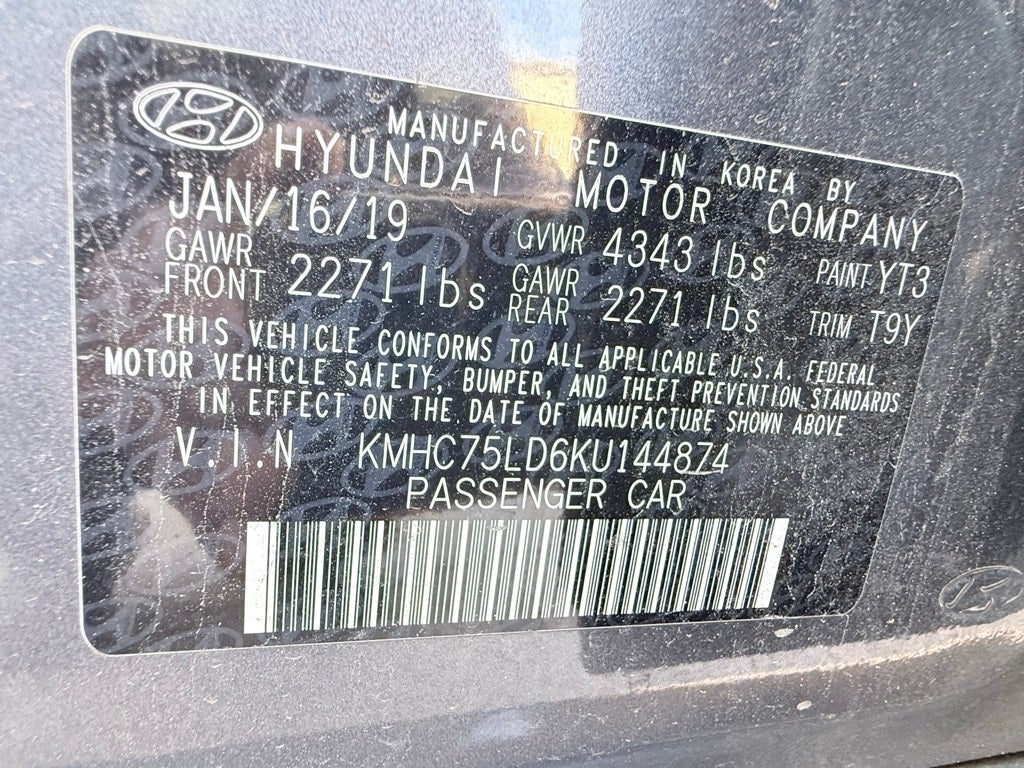 MANUFACTURED IN KOREA BY
HYUNDAI MOTOR COMPANY
JAN/16/19 GVWR 4343 lbs PAINT YT3
GAWR FRONT 2271 lbs GAWR REAR 2271 lbs TRIM T9Y
THIS VEHICLE CONFORMS TO ALL APPLICABLE U.S.A. FEDERAL
MOTOR VEHICLE SAFETY, BUMPER, AND THEFT PREVENTION STANDARDS
IN EFFECT ON THE DATE OF MANUFACTURE SHOWN ABOVE
V.I.N KMHC75LD6KU144874
PASSENGER CAR